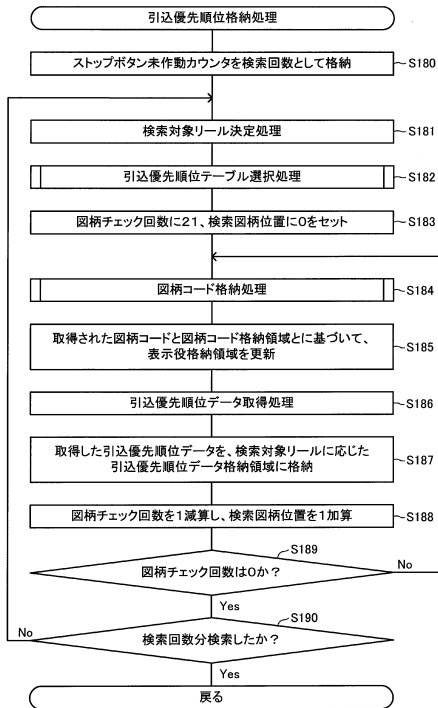 引込優先順位格納処理
ストップボタン未作動カウンタを検索回数として格納
S180
検索対象リール決定処理
S181
引込優先順位テーブル選択処理
S182
図柄チェック回数に21、検索図柄位置に0をセット
S183
図柄コード格納処理
S184
取得された図柄コードと図柄コード格納領域とに基づいて、
表示役格納領域を更新
S185
引込優先順位データ取得処理
S186
取得した引込優先順位データを、検索対象リールに応じた
引込優先順位データ格納領域に格納
S187
図柄チェック回数を1減算し、検索図柄位置を1加算
S188
S189
図柄チェック回数は0か？
No
Yes
S190
No
検索回数分検索したか？
Yes
戻る